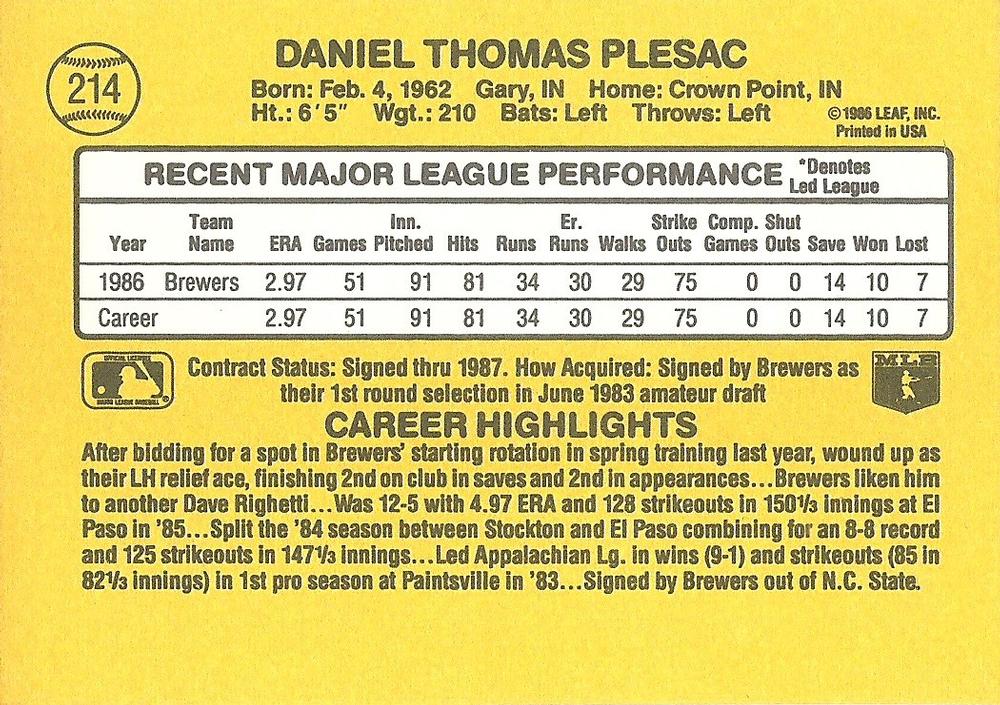 214
DANIEL THOMAS PLESAC
Born: Feb. 4, 1962 Gary, IN Home: Crown Point, IN
Ht.: 6'5" Wgt.: 210 Bats: Left Throws: Left
©1986 LEAF, INC.
Printed in USA
RECENT MAJOR LEAGUE PERFORMANCE *Denotes Led League
Year Team Name ERA Games Inn. Pitched Hits Runs Er. Runs Walks Strike Outs Comp. Games Shut Outs Save Won Lost
1986 Brewers 2.97 51 91 81 34 30 29 75 0 0 14 10 7
Career 2.97 51 91 81 34 30 29 75 0 0 14 10 7
OFFICIAL LICENSEE
MAJOR LEAGUE BASEBALL
®
Contract Status: Signed thru 1987. How Acquired: Signed by Brewers as
their 1st round selection in June 1983 amateur draft
MLB
CAREER HIGHLIGHTS
After bidding for a spot in Brewers' starting rotation in spring training last year, wound up as
their LH relief ace, finishing 2nd on club in saves and 2nd in appearances...Brewers liken him
to another Dave Righetti...Was 12-5 with 4.97 ERA and 128 strikeouts in 150⅓ innings at El
Paso in '85...Split the '84 season between Stockton and El Paso combining for an 8-8 record
and 125 strikeouts in 147⅓ innings...Led Appalachian Lg. in wins (9-1) and strikeouts (85 in
82⅓ innings) in 1st pro season at Paintsville in '83...Signed by Brewers out of N.C. State.